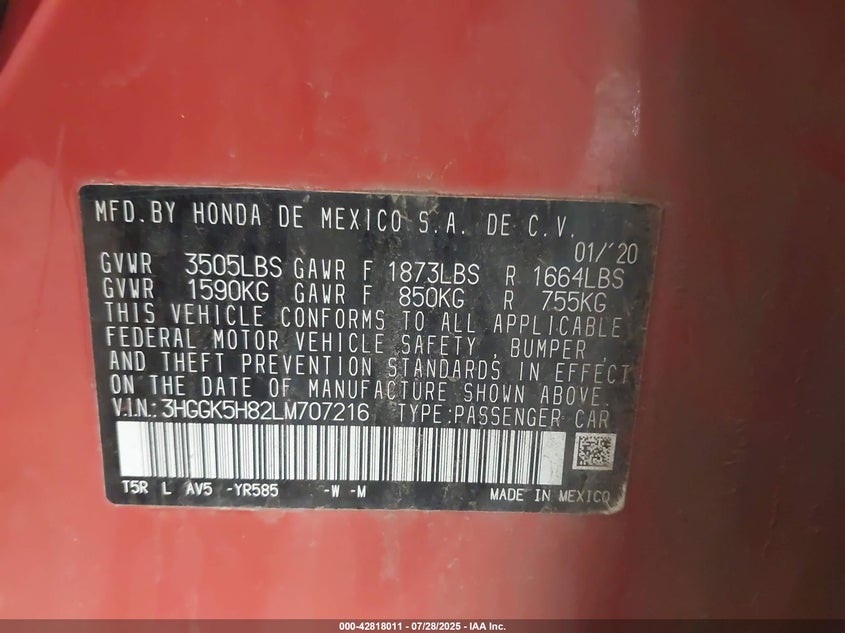 MFD.BY HONDA DE MEXICO S.A. DE C.V.
01/'20
GVWR 3505LBS GAWR F 1873LBS R 1664LBS
GVWR 1590KG GAWR F 850KG R 755KG
THIS VEHICLE CONFORMS TO ALL APPLICABLE
FEDERAL MOTOR VEHICLE SAFETY, BUMPER,
AND THEFT PREVENTION STANDARDS IN EFFECT
ON THE DATE OF MANUFACTURE SHOWN ABOVE.
V.I.N.:3HGGK5H82LM707216 TYPE:PASSENGER CAR
T5R L AV5 -YR585 -W -M MADE IN MEXICO
000-42818011 / 07/28/2025 - IAA Inc.